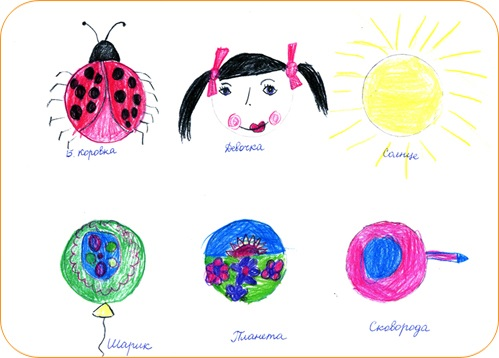 Б. коровка
Девочка
Солнце
Шарик
Планета
Сковорода